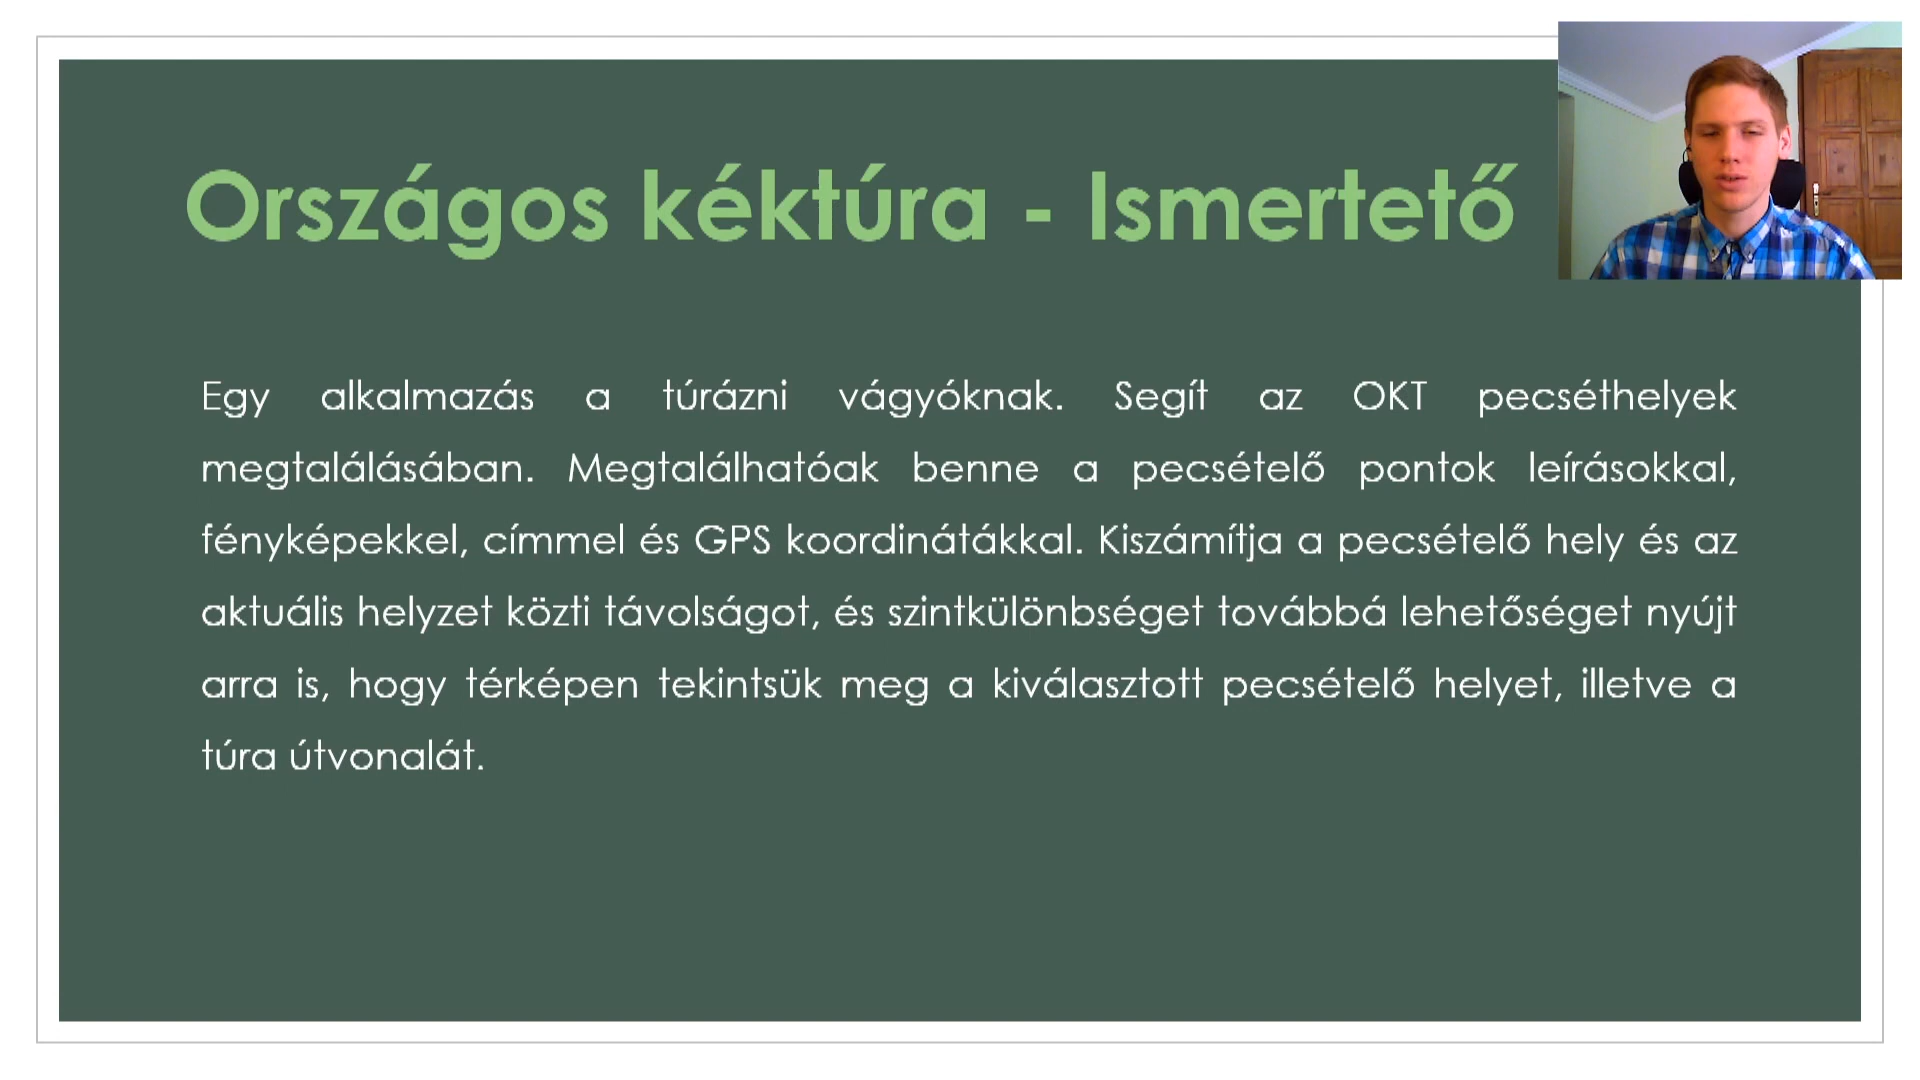 Országos kéktúra - Ismertető
Egy alkalmazás a túrázni vágyóknak. Segít az OKT pecséthelyek
megtalálásában. Megtalálhatóak benne a pecsételő pontok leírásokkal,
fényképekkel, címmel és GPS koordinátákkal. Kiszámítja a pecsételő hely és az
aktuális helyzet közti távolságot, és szintkülönbséget továbbá lehetőséget nyújt
arra is, hogy térképen tekintsük meg a kiválasztott pecsételő helyet, illetve a
túra útvonalát.